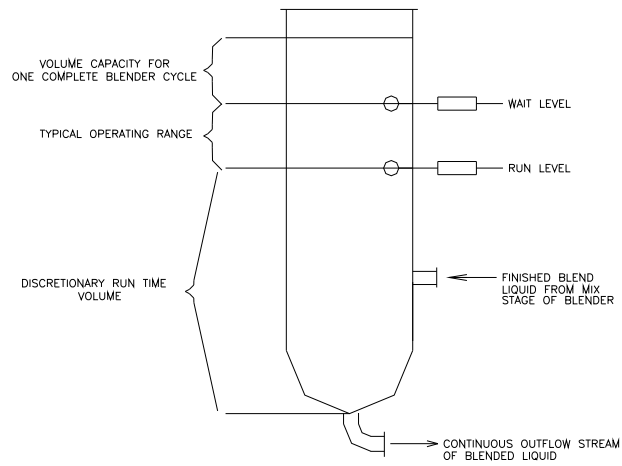 VOLUME CAPACITY FOR
ONE COMPLETE BLENDER CYCLE
WAIT LEVEL
TYPICAL OPERATING RANGE
RUN LEVEL
DISCRETIONARY RUN TIME
VOLUME
FINISHED BLEND
LIQUID FROM MIX
STAGE OF BLENDER
CONTINUOUS OUTFLOW STREAM
OF BLENDED LIQUID